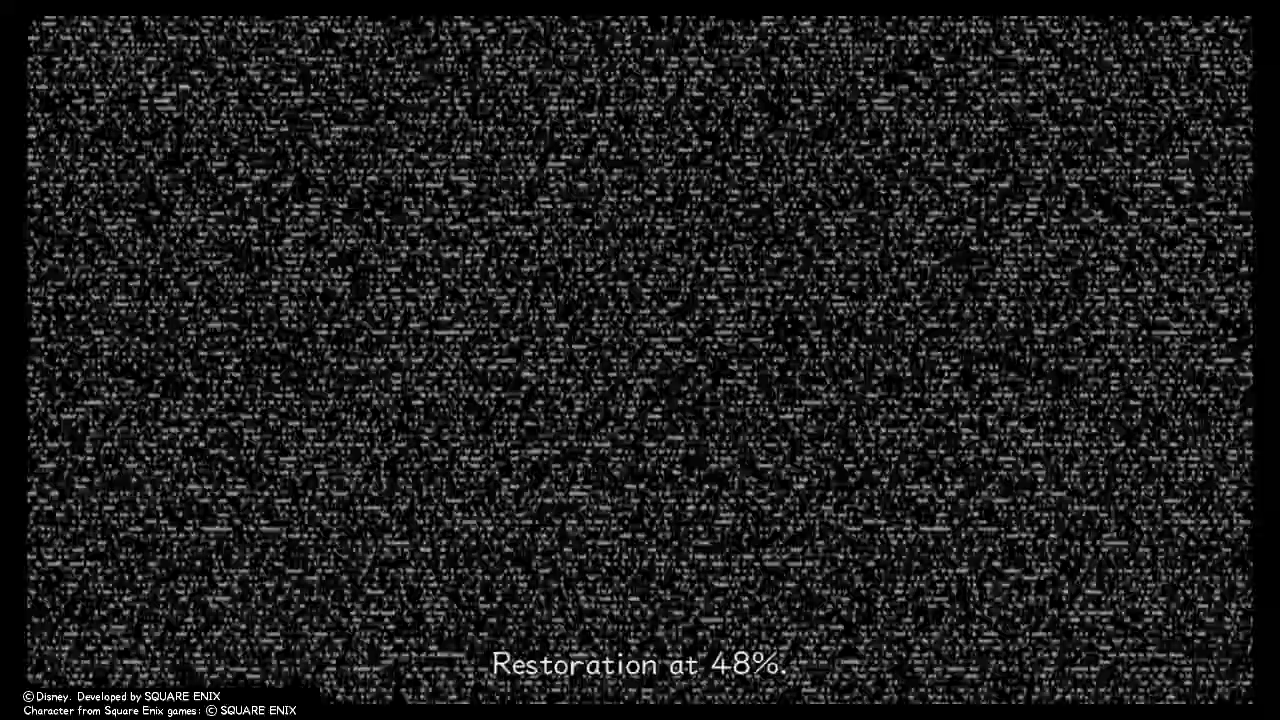 Restoration at 48%.
© Disney. Developed by SQUARE ENIX
Character from Square Enix games: © SQUARE ENIX